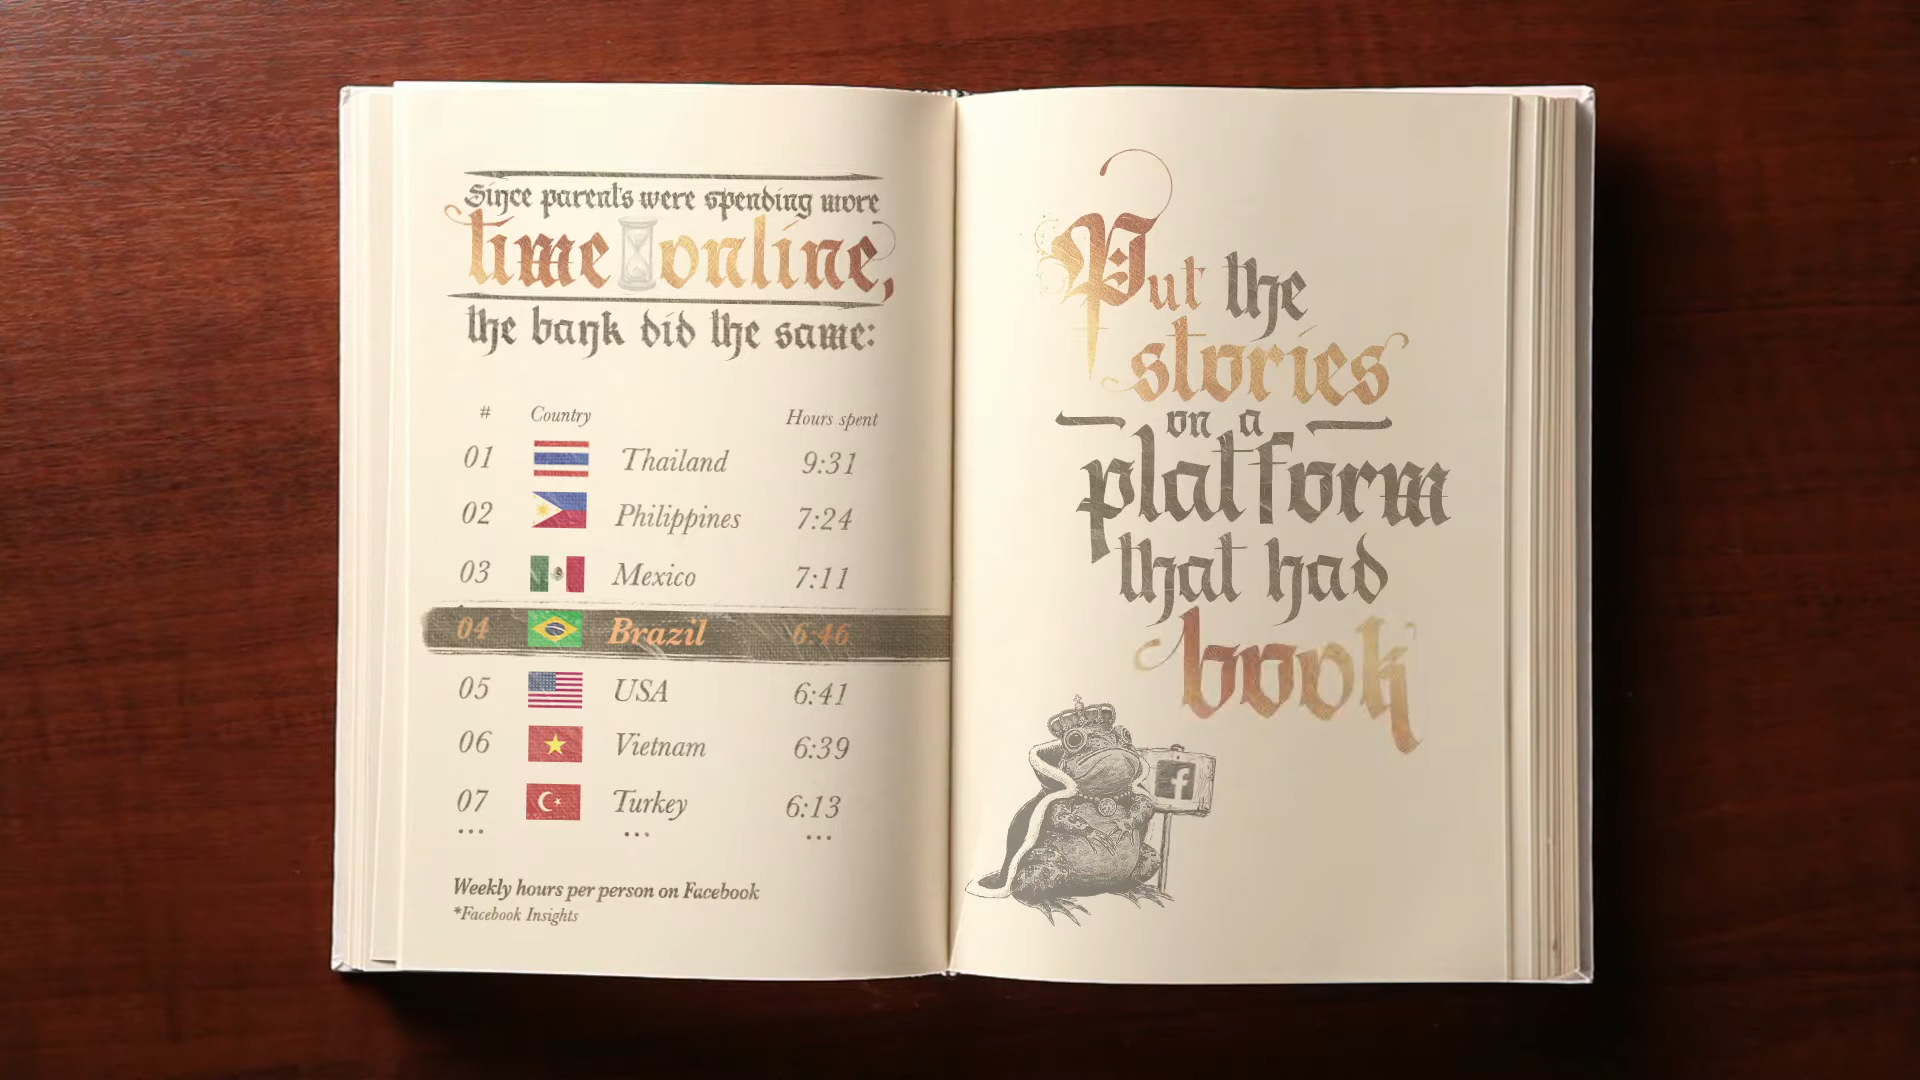 Since parents were spending more
time online,
the bank did the same:
# Country Hours spent
01 Thailand 9:31
02 Philippines 7:24
03 Mexico 7:11
04 Brazil 6:46
05 USA 6:41
06 Vietnam 6:39
07 Turkey 6:13
... ... ...
Weekly hours per person on Facebook
*Facebook Insights
Put the
stories
on a
platform
that had
book
f